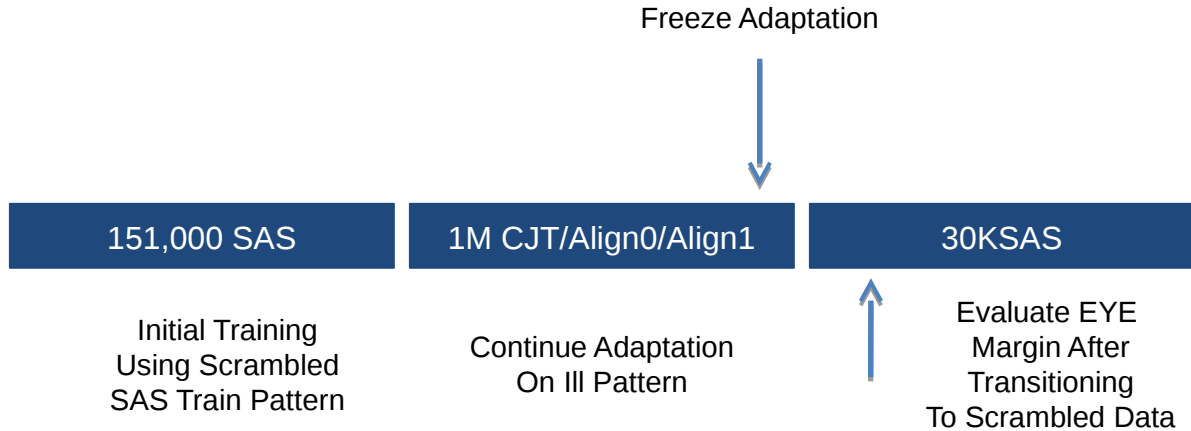 Freeze Adaptation
151,000 SAS
1M CJT/Align0/Align1
30KSAS
Initial Training
Using Scrambled
SAS Train Pattern
Continue Adaptation
On Ill Pattern
Evaluate EYE
Margin After
Transitioning
To Scrambled Data